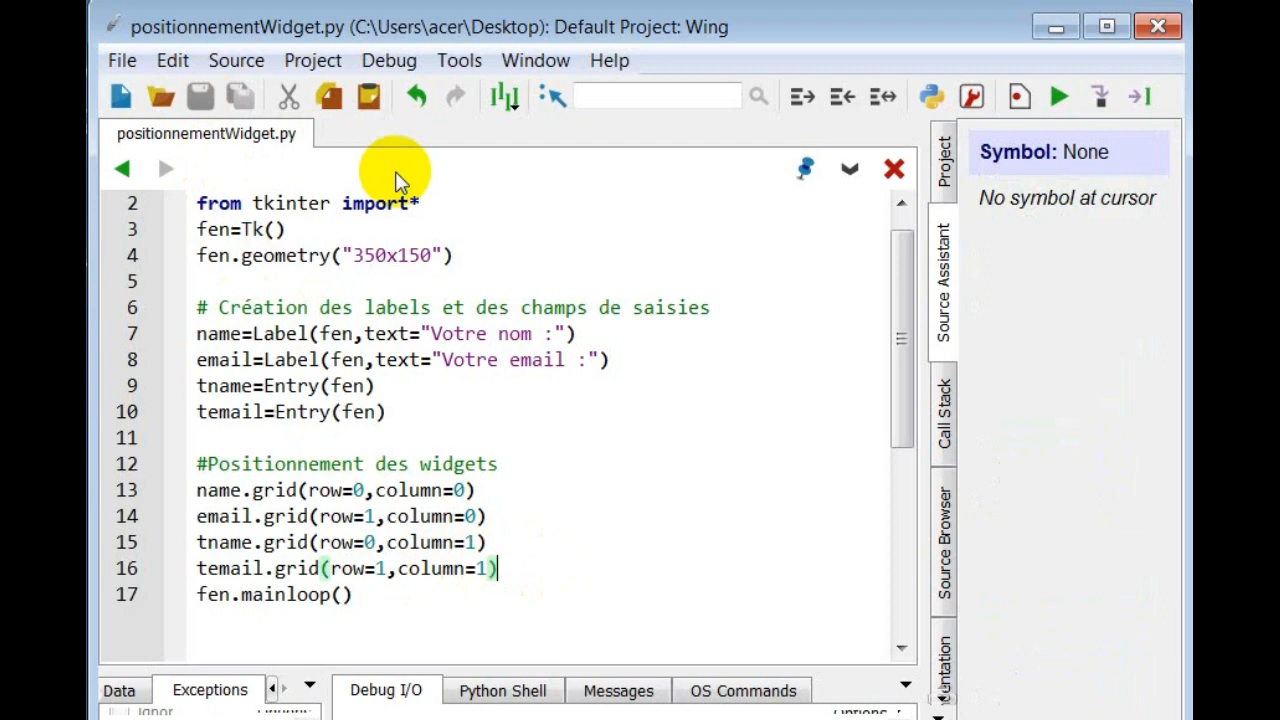 positionnementWidget.py (C:\Users\acer\Desktop): Default Project: Wing
File Edit Source Project Debug Tools Window Help
positionnementWidget.py
2 from tkinter import*
3 fen=Tk()
4 fen.geometry("350x150")
5
6 # Création des labels et des champs de saisies
7 name=Label(fen,text="Votre nom :")
8 email=Label(fen,text="Votre email :")
9 tname=Entry(fen)
10 temail=Entry(fen)
11
12 #Positionnement des widgets
13 name.grid(row=0,column=0)
14 email.grid(row=1,column=0)
15 tname.grid(row=0,column=1)
16 temail.grid(row=1,column=1)
17 fen.mainloop()
Project
Source Assistant
Call Stack
Source Browser
Symbol: None
No symbol at cursor
Data Exceptions Debug I/O Python Shell Messages OS Commands